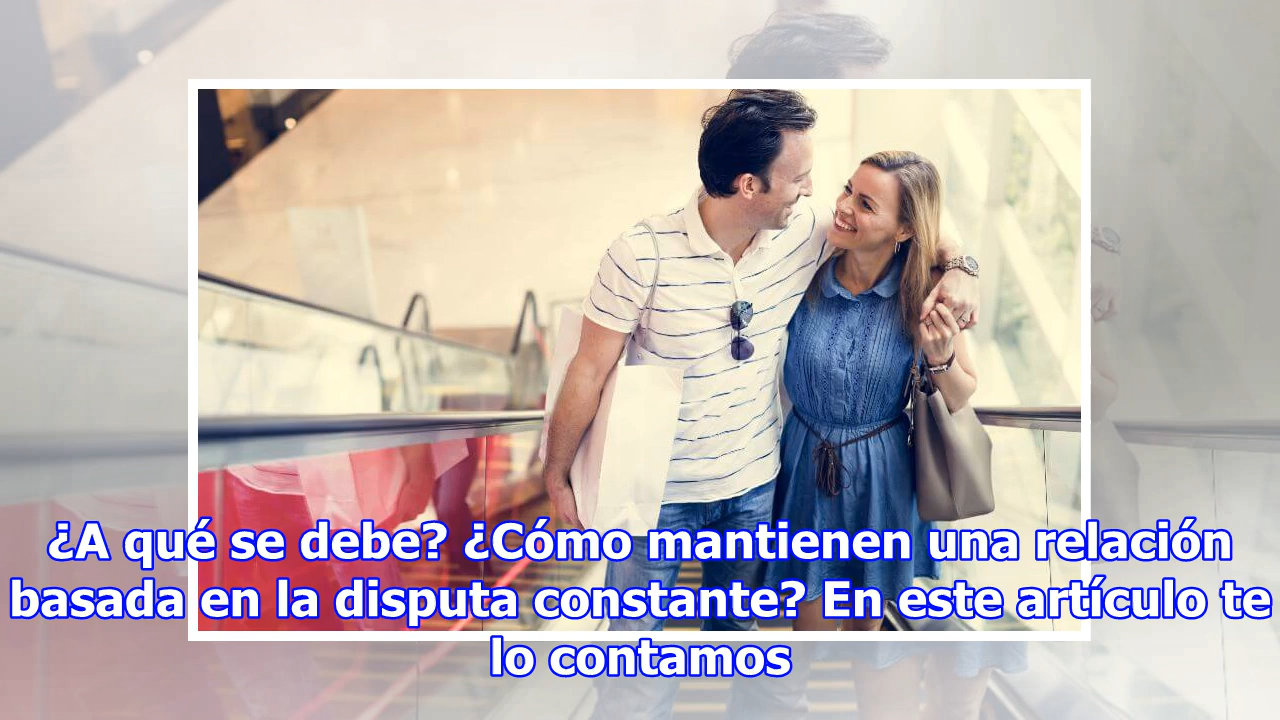 ¿A qué se debe? ¿Cómo mantienen una relación
basada en la disputa constante? En este artículo te
lo contamos